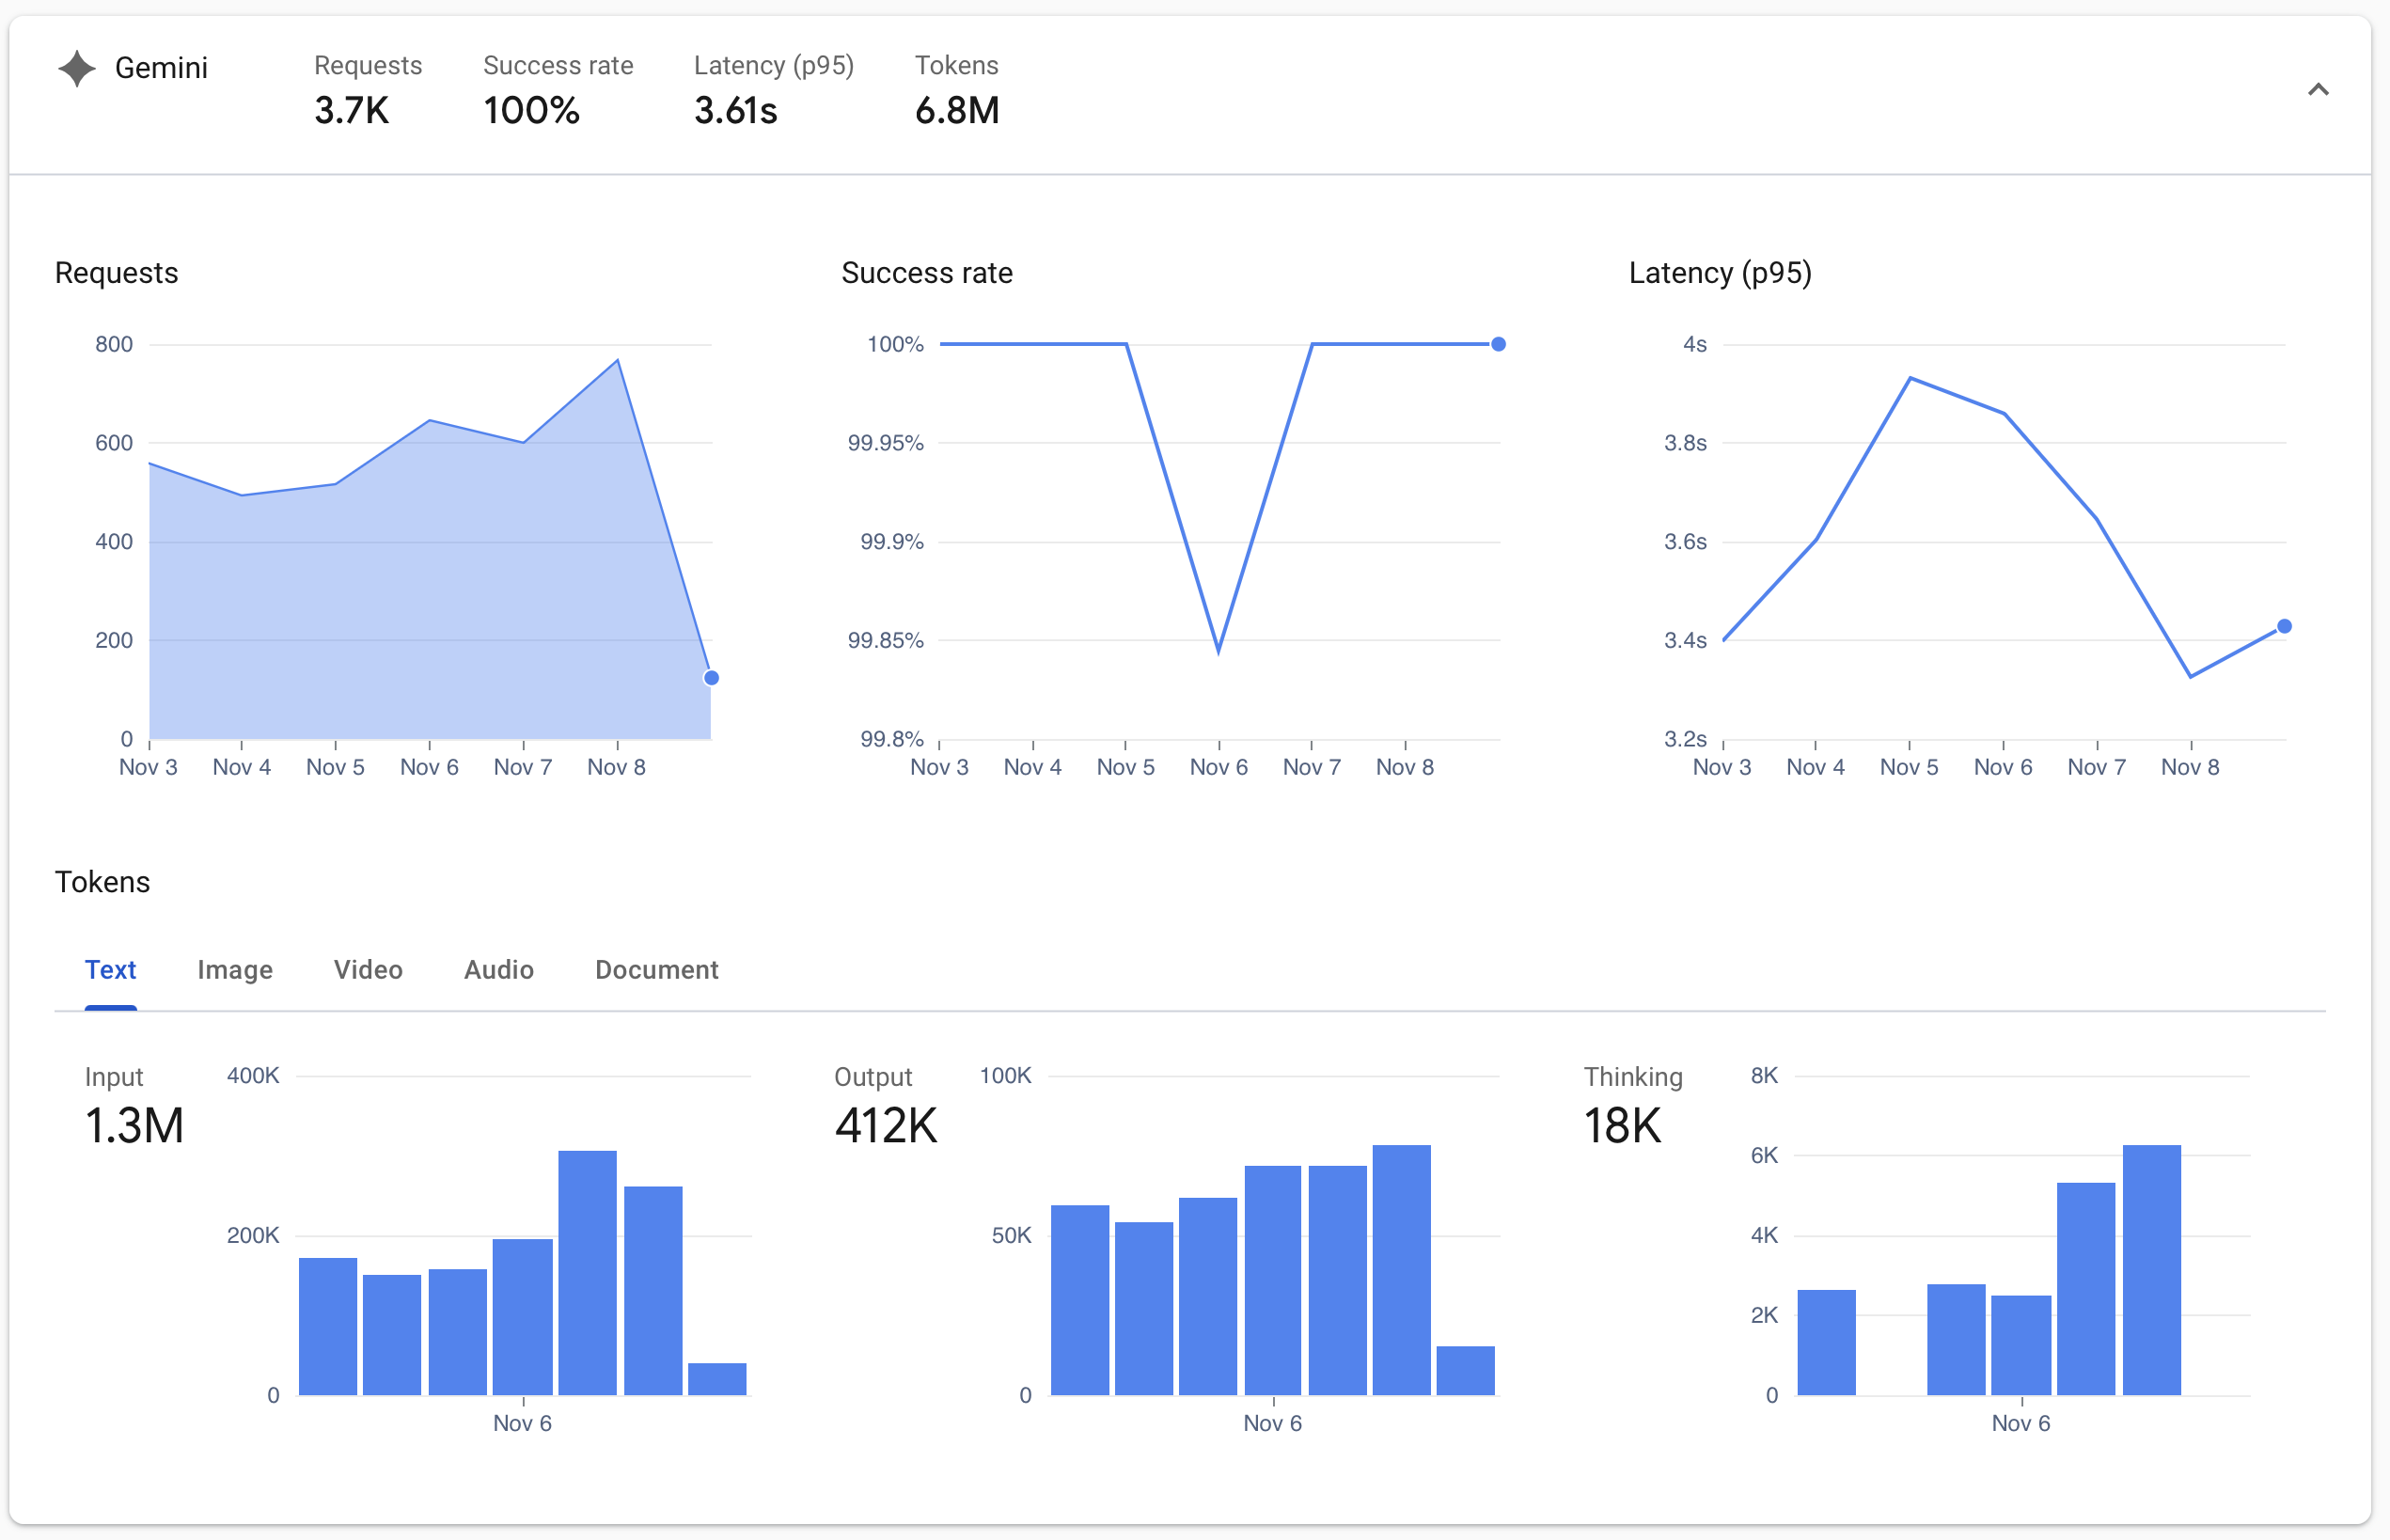 Gemini
Requests
3.7K
Success rate
100%
Latency (p95)
3.61s
Tokens
6.8M
Requests
800
600
400
200
0
Nov 3 Nov 4 Nov 5 Nov 6 Nov 7 Nov 8
Success rate
100%
99.95%
99.9%
99.85%
99.8%
Nov 3 Nov 4 Nov 5 Nov 6 Nov 7 Nov 8
Latency (p95)
4s
3.8s
3.6s
3.4s
3.2s
Nov 3 Nov 4 Nov 5 Nov 6 Nov 7 Nov 8
Tokens
Text Image Video Audio Document
Input
1.3M
400K
200K
0
Nov 6
Output
412K
100K
50K
0
Nov 6
Thinking
18K
8K
6K
4K
2K
0
Nov 6